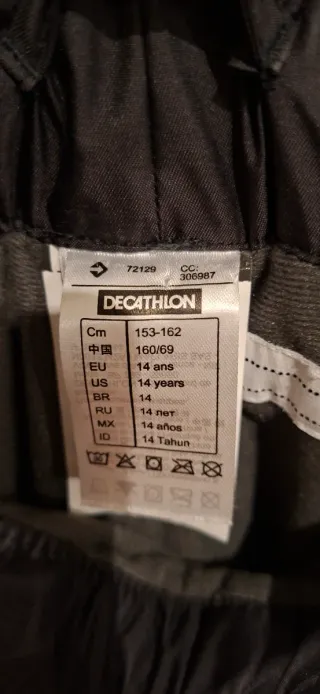 72129 CC: 306987
DECATHLON
Cm 153-162
中国 160/69
EU 14 ans
US 14 years
BR 14
RU 14 лет
MX 14 años
ID 14 Tahun